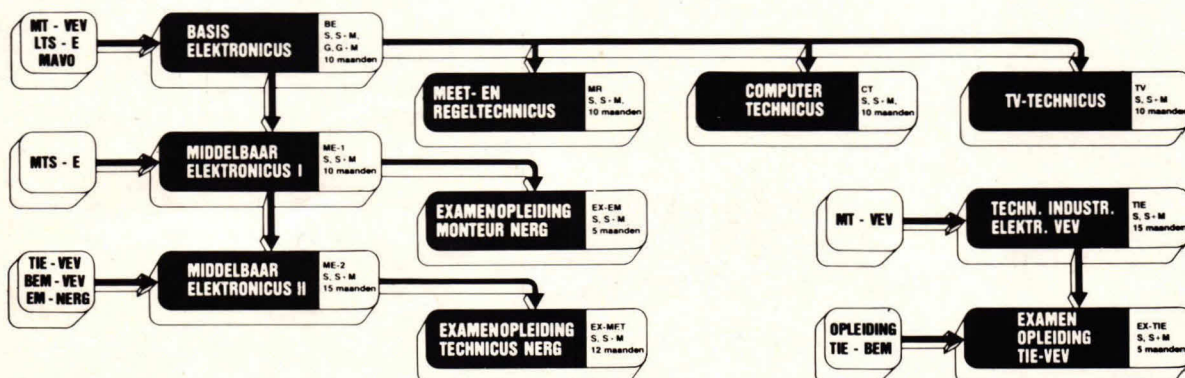 MT - VEV
LTS - E
MAVO
BASIS
ELEKTRONICUS
BE
S, S - M,
G, G - M
10 maanden
MEET- EN
REGELTECHNICUS
MR
S, S - M,
10 maanden
COMPUTER
TECHNICUS
CT
S, S - M,
10 maanden
TV-TECHNICUS
TV
S, S + M
10 maanden
MTS - E
MIDDELBAAR
ELEKTRONICUS I
ME-1
S, S - M
10 maanden
EXAMENOPLEIDING
MONTEUR NERG
EX-EM
S, S - M
5 maanden
MT - VEV
TECHN. INDUSTR.
ELEKTR. VEV
TIE
S, S + M
15 maanden
TIE - VEV
BEM - VEV
EM - NERG
MIDDELBAAR
ELEKTRONICUS II
ME-2
S, S - M
15 maanden
EXAMENOPLEIDING
TECHNICUS NERG
EX-MET
S, S - M
12 maanden
OPLEIDING
TIE - BEM
EXAMEN
OPLEIDING
TIE-VEV
EX-TIE
S, S + M
5 maanden